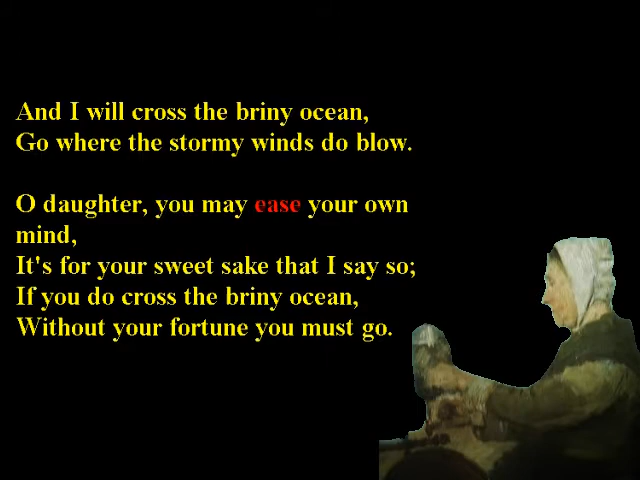 And I will cross the briny ocean,
Go where the stormy winds do blow.
O daughter, you may ease your own
mind,
It's for your sweet sake that I say so;
If you do cross the briny ocean,
Without your fortune you must go.